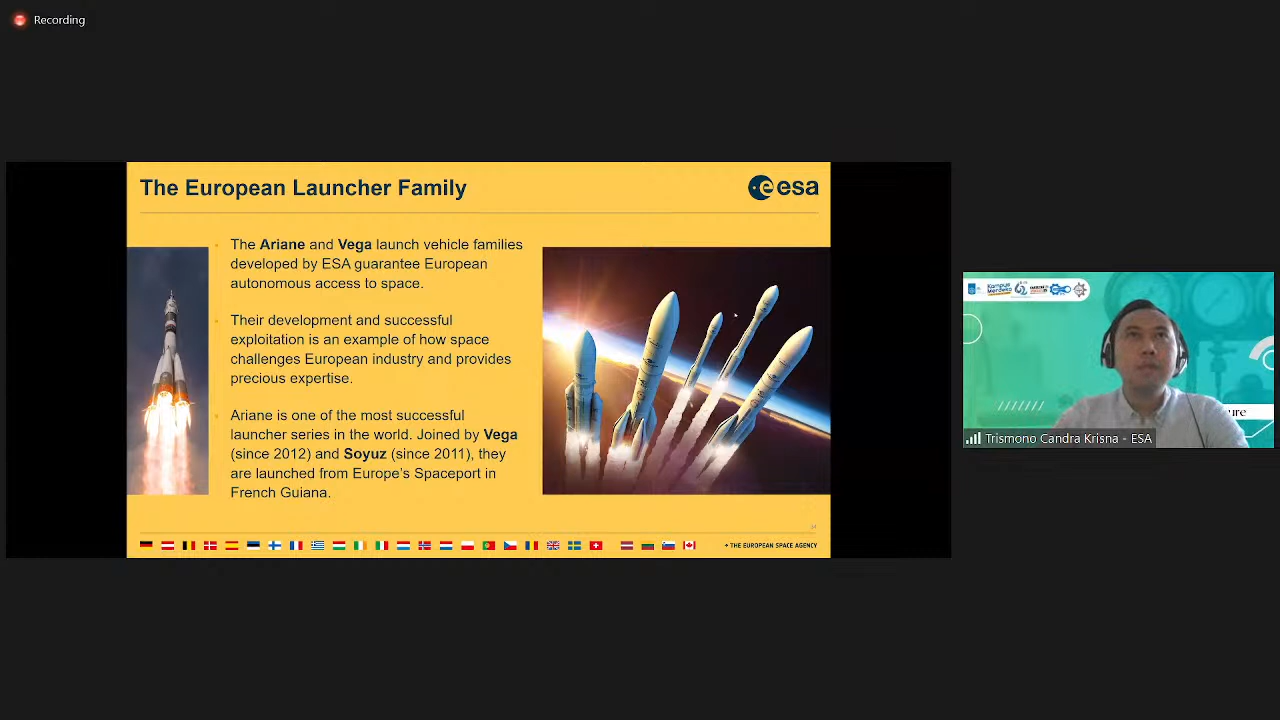 Recording
The European Launcher Family
esa
The Ariane and Vega launch vehicle families
developed by ESA guarantee European
autonomous access to space.
Their development and successful
exploitation is an example of how space
challenges European industry and provides
precious expertise.
Ariane is one of the most successful
launcher series in the world. Joined by Vega
(since 2012) and Soyuz (since 2011), they
are launched from Europe's Spaceport in
French Guiana.
34
→ THE EUROPEAN SPACE AGENCY
Kampus
Merdeka
ure
Trismono Candra Krisna - ESA